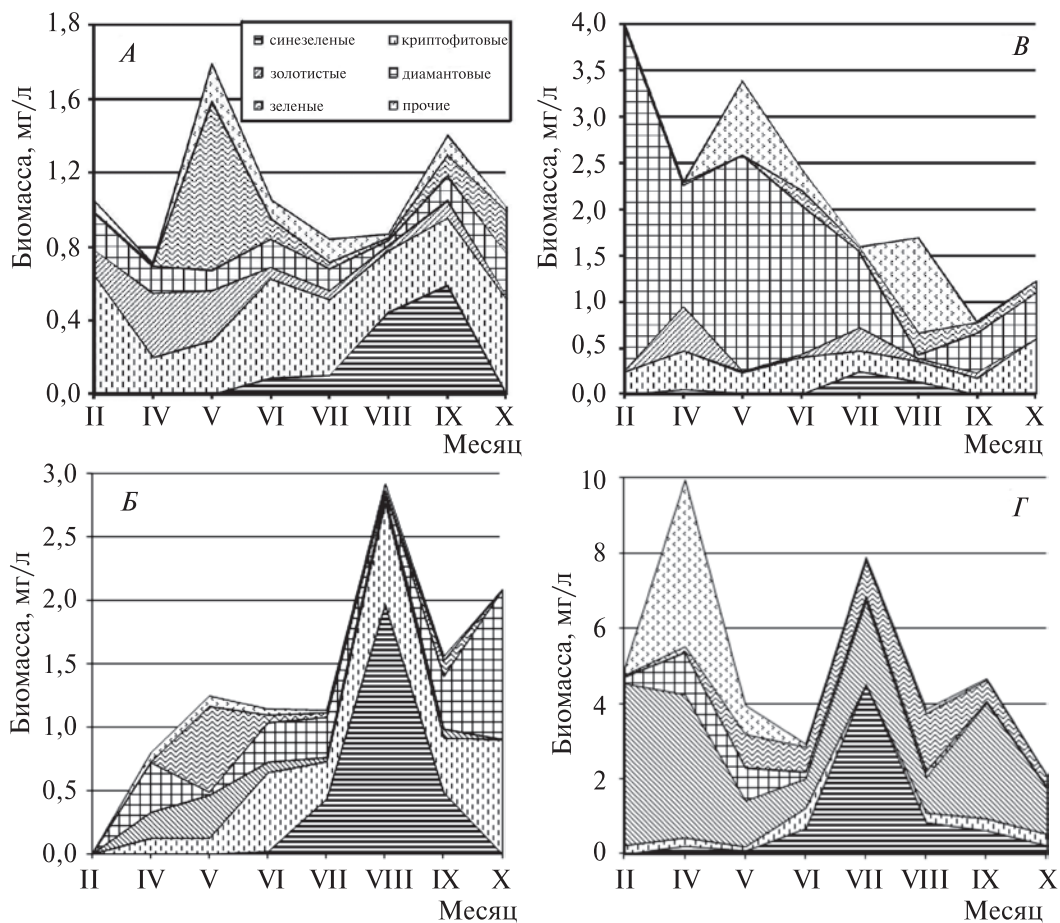 А
Биомасса, мг/л
1,8
1,6
1,2
0,8
0,4
0,0
II IV V VI VII VIII IX X
Месяц
синезеленые
золотистые
зеленые
криптофитовые
диамантовые
прочие
В
Биомасса, мг/л
4,0
3,5
3,0
2,5
2,0
1,5
1,0
0,5
0,0
II IV V VI VII VIII IX X
Месяц
Б
Биомасса, мг/л
3,0
2,5
2,0
1,5
1,0
0,5
0,0
II IV V VI VII VIII IX X
Месяц
Г
Биомасса, мг/л
10
8
6
4
2
0
II IV V VI VII VIII IX X
Месяц